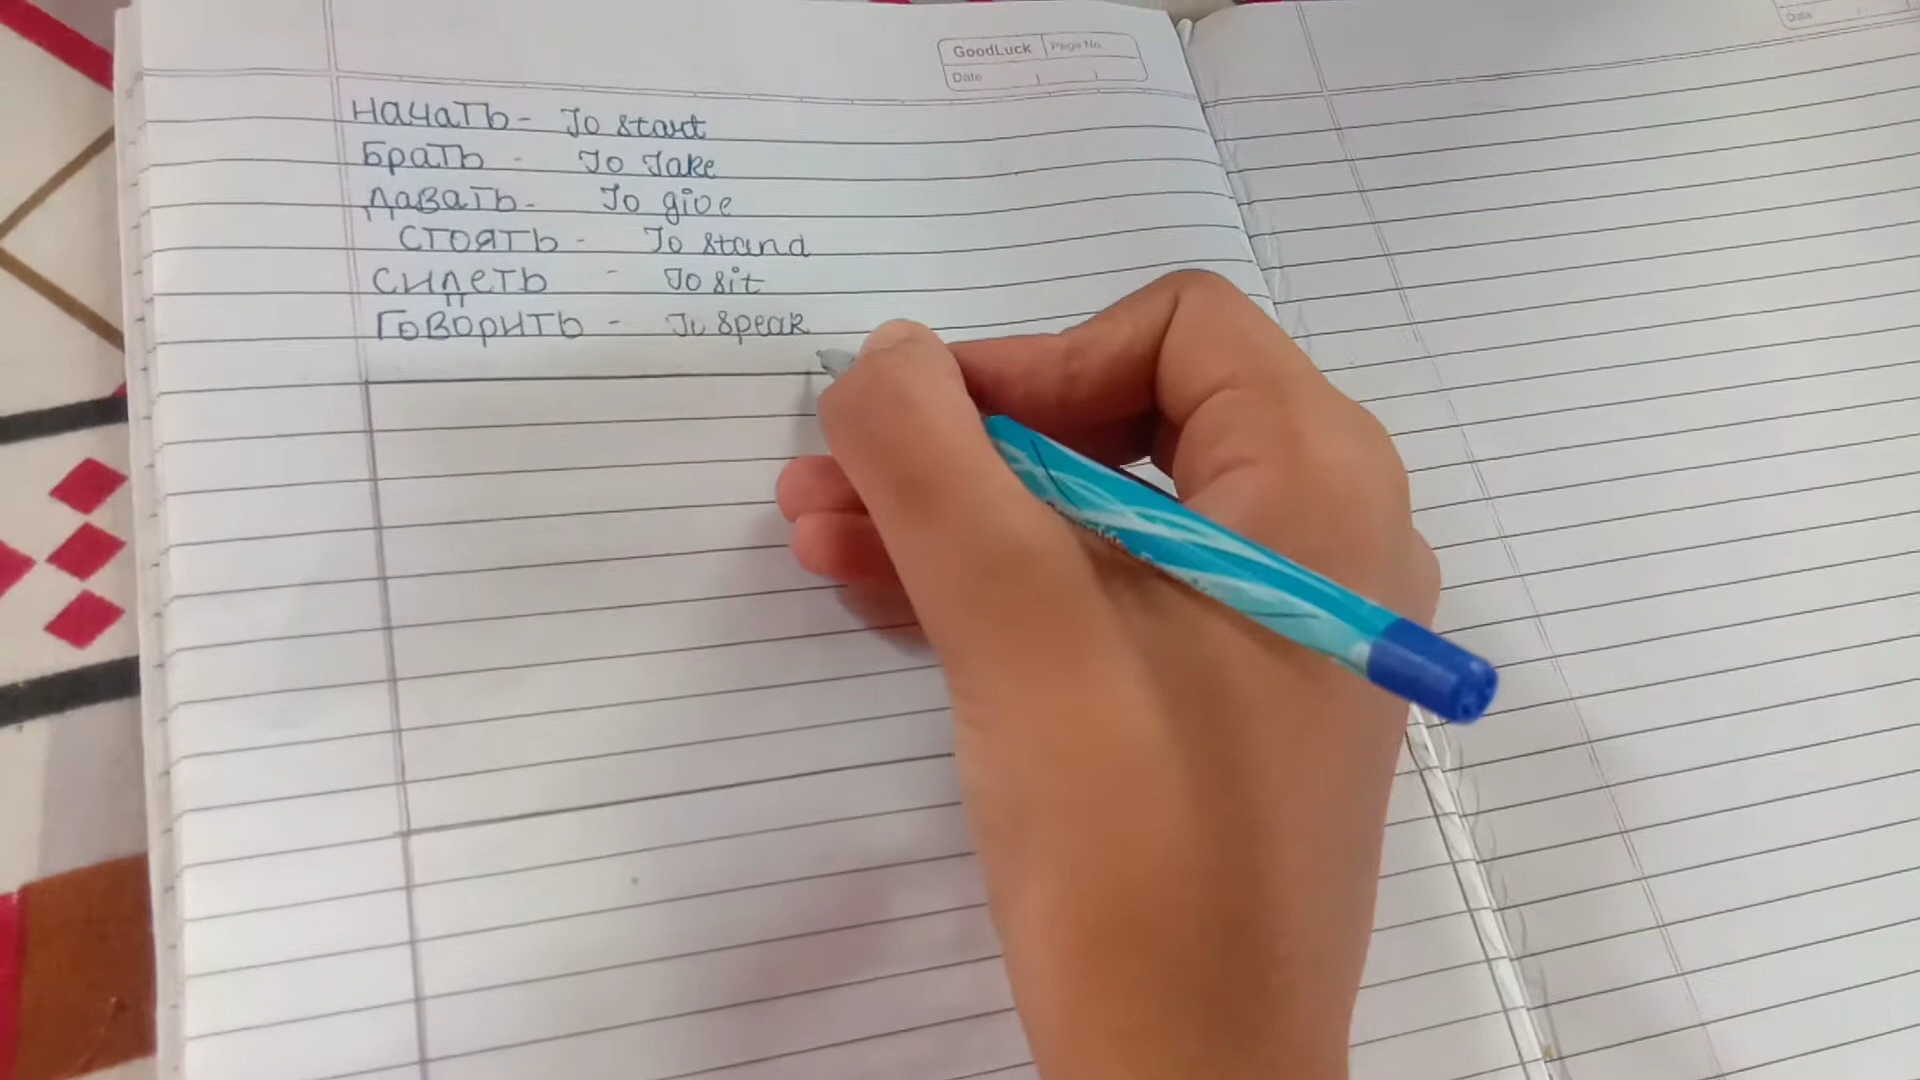 GoodLuck Page No.
Date
Date
Начать - To start
Брать - To Take
Давать - To give
Стоять - To stand
Сидеть - To sit
Говорить - To speak